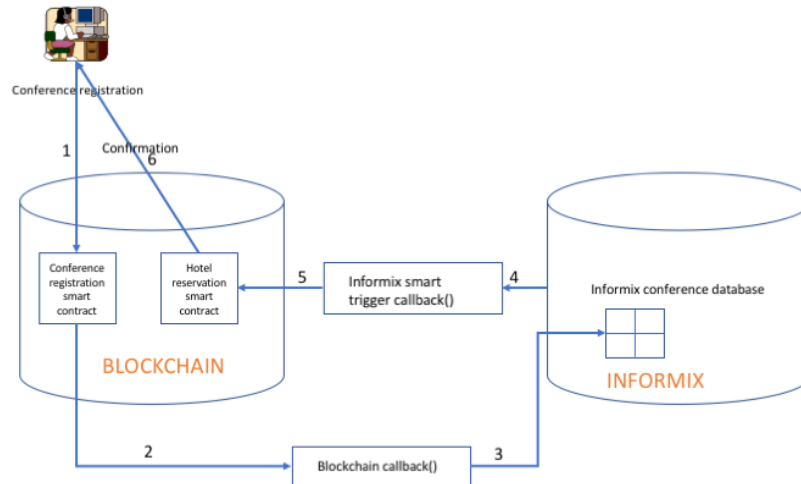 Conference registration
1
Confirmation
6
Conference
registration
smart
contract
Hotel
reservation
smart
contract
5
Informix smart
trigger callback()
4
Informix conference database
BLOCKCHAIN
INFORMIX
2
Blockchain callback()
3